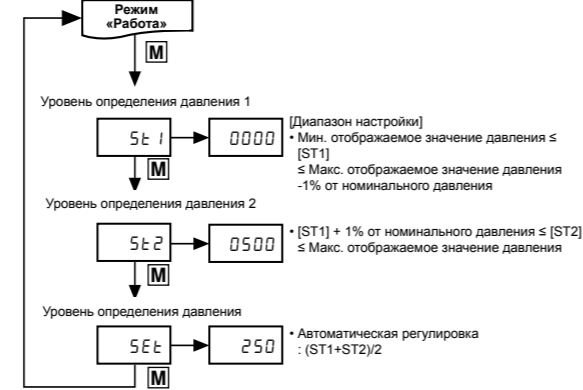 Режим
«Работа»
M
Уровень определения давления 1
St 1
0000
[Диапазон настройки]
• Мин. отображаемое значение давления ≤
[ST1]
≤ Макс. отображаемое значение давления
-1% от номинального давления
M
Уровень определения давления 2
St2
0500
• [ST1] + 1% от номинального давления ≤ [ST2]
≤ Макс. отображаемое значение давления
M
Уровень определения давления
SEt
250
• Автоматическая регулировка
: (ST1+ST2)/2
M